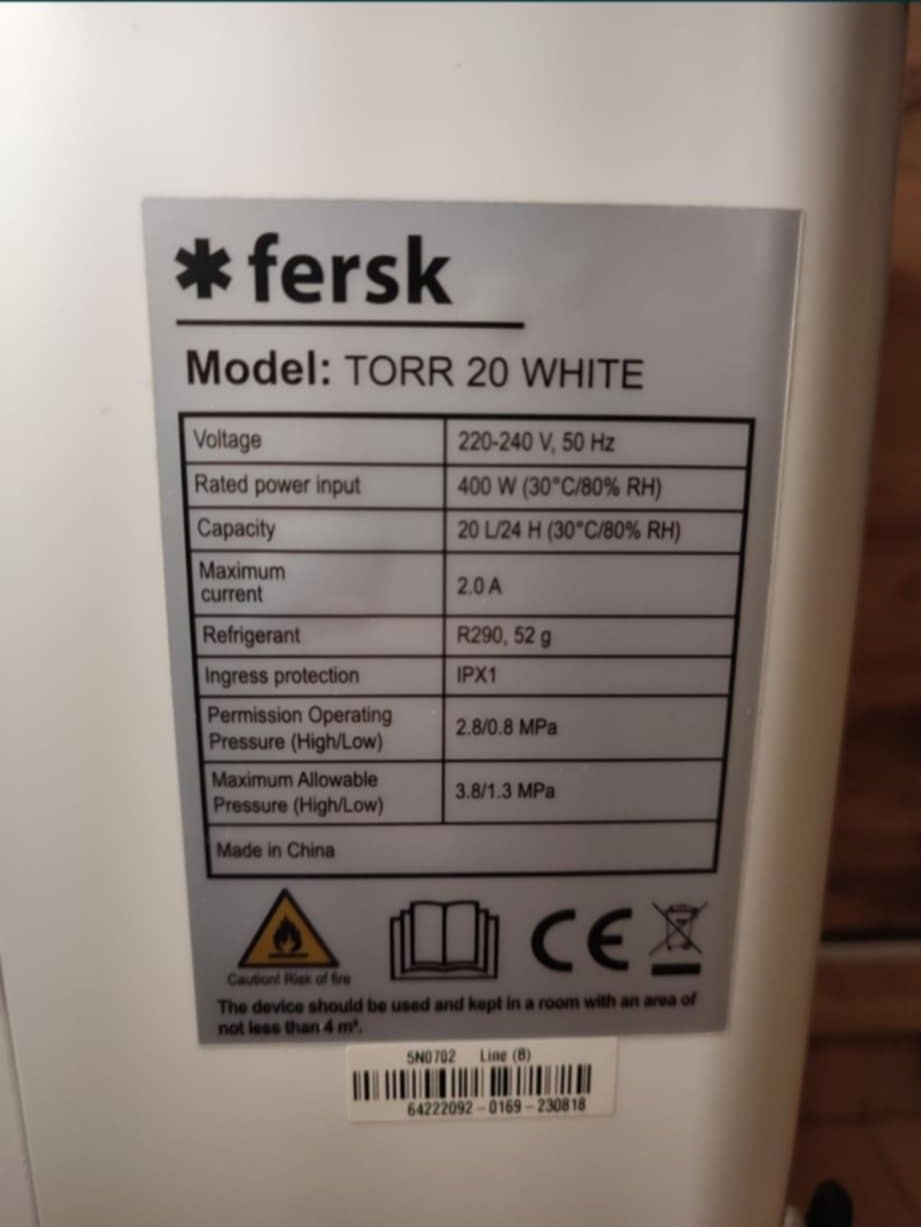 *fersk
Model: TORR 20 WHITE
Voltage 220-240 V, 50 Hz
Rated power input 400 W (30°C/80% RH)
Capacity 20 L/24 H (30°C/80% RH)
Maximum
current 2.0 A
Refrigerant R290, 52 g
Ingress protection IPX1
Permission Operating
Pressure (High/Low) 2.8/0.8 MPa
Maximum Allowable
Pressure (High/Low) 3.8/1.3 MPa
Made in China
CE
Caution! Risk of fire
The device should be used and kept in a room with an area of
not less than 4 m².
5N0702 Line (8)
64222092-0169-230818